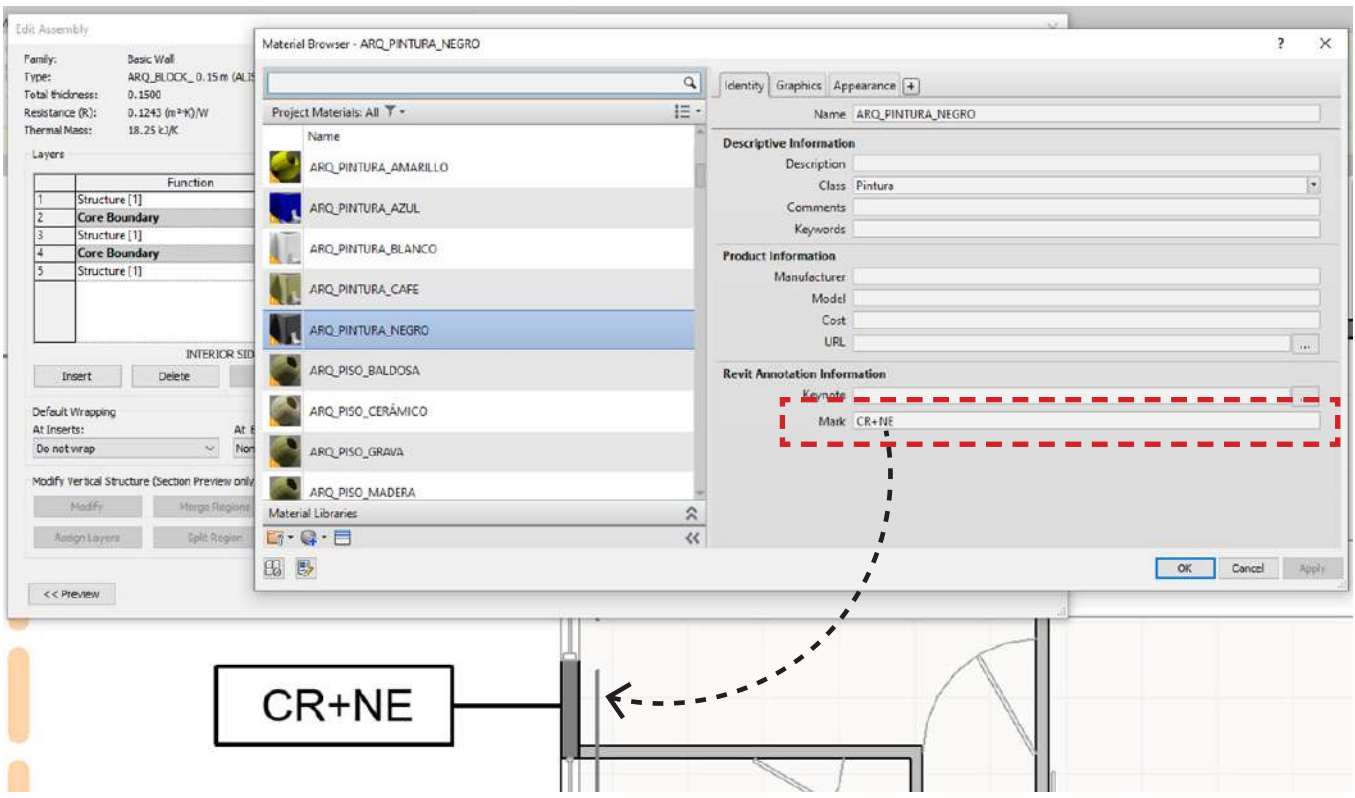 Edit Assembly
Family: Basic Wall
Type: ARQ_BLOCK_ 0.15m (ALIS
Total thickness: 0.1500
Resistance (R): 0.1243 (m²·K)/W
Thermal Mass: 18.25 kJ/K
Layers
Function
1 Structure [1]
2 Core Boundary
3 Structure [1]
4 Core Boundary
5 Structure [1]
INTERIOR SID
Insert Delete
Default Wrapping
At Inserts: At E
Do not wrap Non
Modify Vertical Structure (Section Preview only
Modify Merge Regions
Assign Layers Split Region
<< Preview
Material Browser - ARQ_PINTURA_NEGRO ? X
Project Materials: All
Name
ARQ_PINTURA_AMARILLO
ARQ_PINTURA_AZUL
ARQ_PINTURA_BLANCO
ARQ_PINTURA_CAFE
ARQ_PINTURA_NEGRO
ARQ_PISO_BALDOSA
ARQ_PISO_CERÁMICO
ARQ_PISO_GRAVA
ARQ_PISO_MADERA
Material Libraries
Identity Graphics Appearance +
Name ARQ_PINTURA_NEGRO
Descriptive Information
Description
Class Pintura
Comments
Keywords
Product Information
Manufacturer
Model
Cost
URL ...
Revit Annotation Information
Keynote ...
Mark CR+NE
OK Cancel Apply
CR+NE